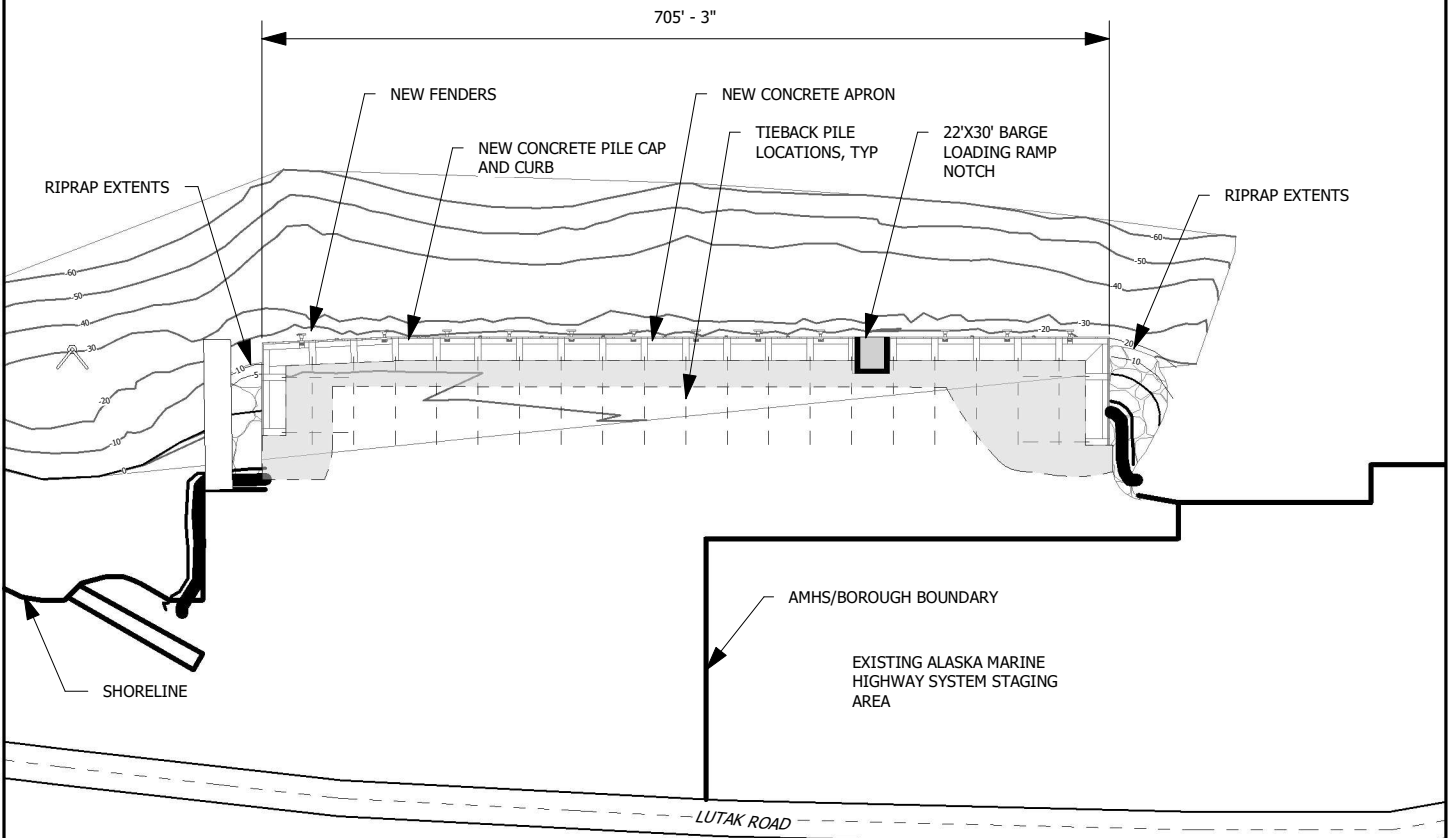 705' - 3"
NEW FENDERS
NEW CONCRETE APRON
NEW CONCRETE PILE CAP
AND CURB
TIEBACK PILE
LOCATIONS, TYP
22'X30' BARGE
LOADING RAMP
NOTCH
RIPRAP EXTENTS
RIPRAP EXTENTS
-60
-50
-40
-30
-20
-10
0
-10
-5
-60
-50
-40
-30
-20
-20
-10
AMHS/BOROUGH BOUNDARY
EXISTING ALASKA MARINE
HIGHWAY SYSTEM STAGING
AREA
SHORELINE
LUTAK ROAD